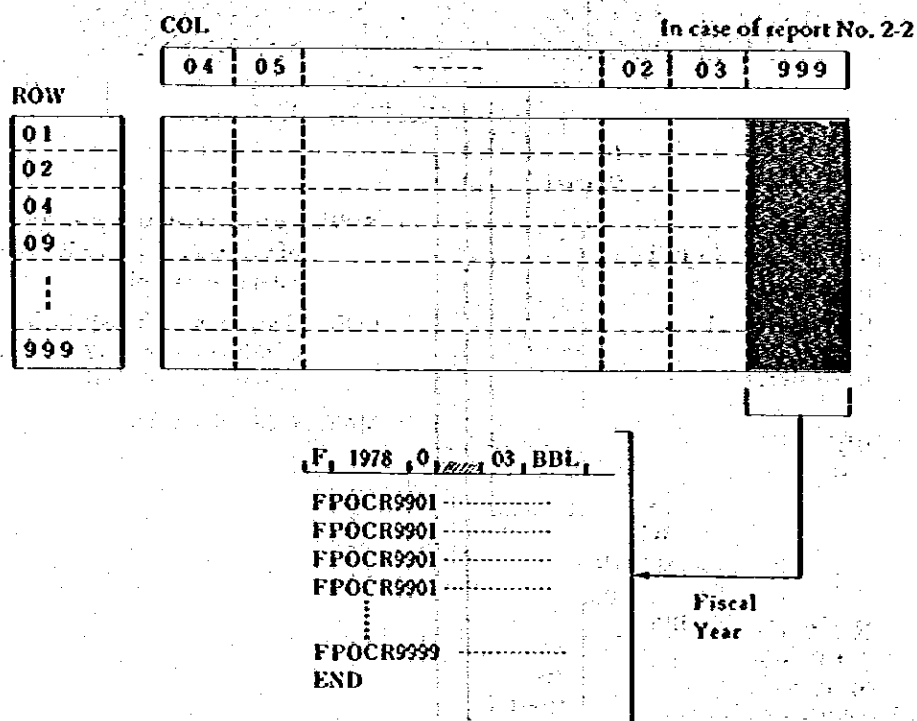 COL.
In case of report No. 2-2
04 05 ----- 02 03 999
ROW
01
02
04
09
999
F 1978 0 03 BBL
FPOCR9901 ------------
FPOCR9901 ------------
FPOCR9901 ------------
FPOCR9901 ------------
FPOCR9999 ------------
END
Fiscal
Year